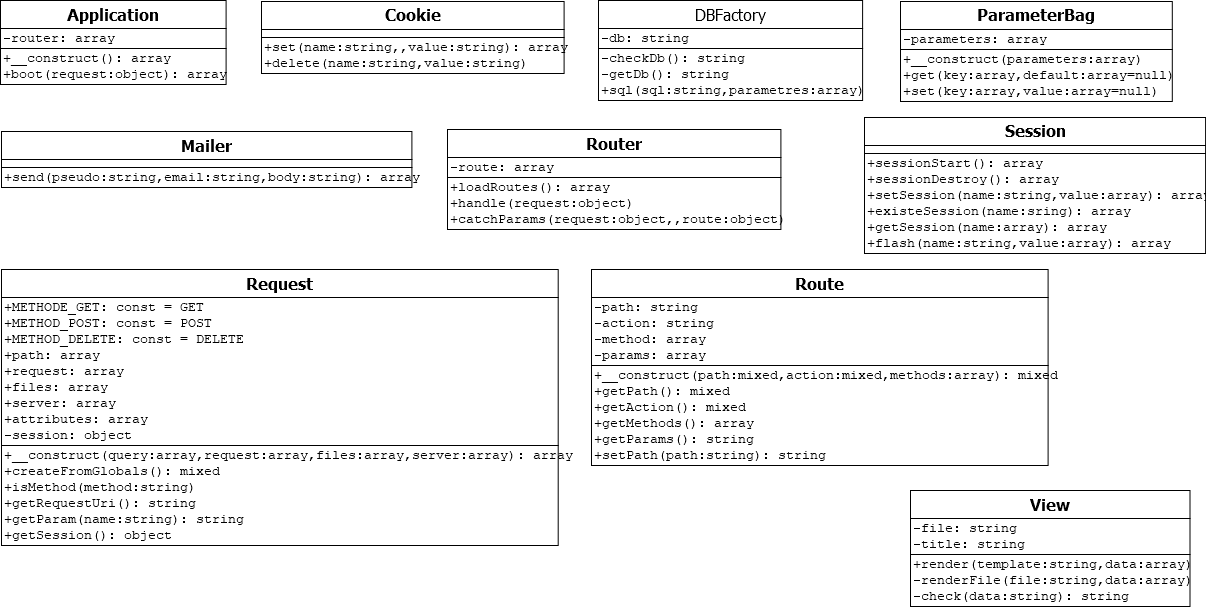 Application
-router: array
+__construct(): array
+boot(request:object): array
Cookie
+set(name:string,,value:string): array
+delete(name:string,value:string)
DBFactory
-db: string
-checkDb(): string
-getDb(): string
+sql(sql:string,parametres:array)
ParameterBag
-parameters: array
+__construct(parameters:array)
+get(key:array,default:array=null)
+set(key:array,value:array=null)
Mailer
+send(pseudo:string,email:string,body:string): array
Router
-route: array
+loadRoutes(): array
+handle(request:object)
+catchParams(request:object,,route:object)
Session
+sessionStart(): array
+sessionDestroy(): array
+setSession(name:string,value:array): array
+existeSession(name:sring): array
+getSession(name:array): array
+flash(name:string,value:array): array
Request
+METHODE_GET: const = GET
+METHOD_POST: const = POST
+METHOD_DELETE: const = DELETE
+path: array
+request: array
+files: array
+server: array
+attributes: array
-session: object
+__construct(query:array,request:array,files:array,server:array): array
+createFromGlobals(): mixed
+isMethod(method:string)
+getRequestUri(): string
+getParam(name:string): string
+getSession(): object
Route
-path: string
-action: string
-method: array
-params: array
+__construct(path:mixed,action:mixed,methods:array): mixed
+getPath(): mixed
+getAction(): mixed
+getMethods(): array
+getParams(): string
+setPath(path:string): string
View
-file: string
-title: string
+render(template:string,data:array)
-renderFile(file:string,data:array)
-check(data:string): string